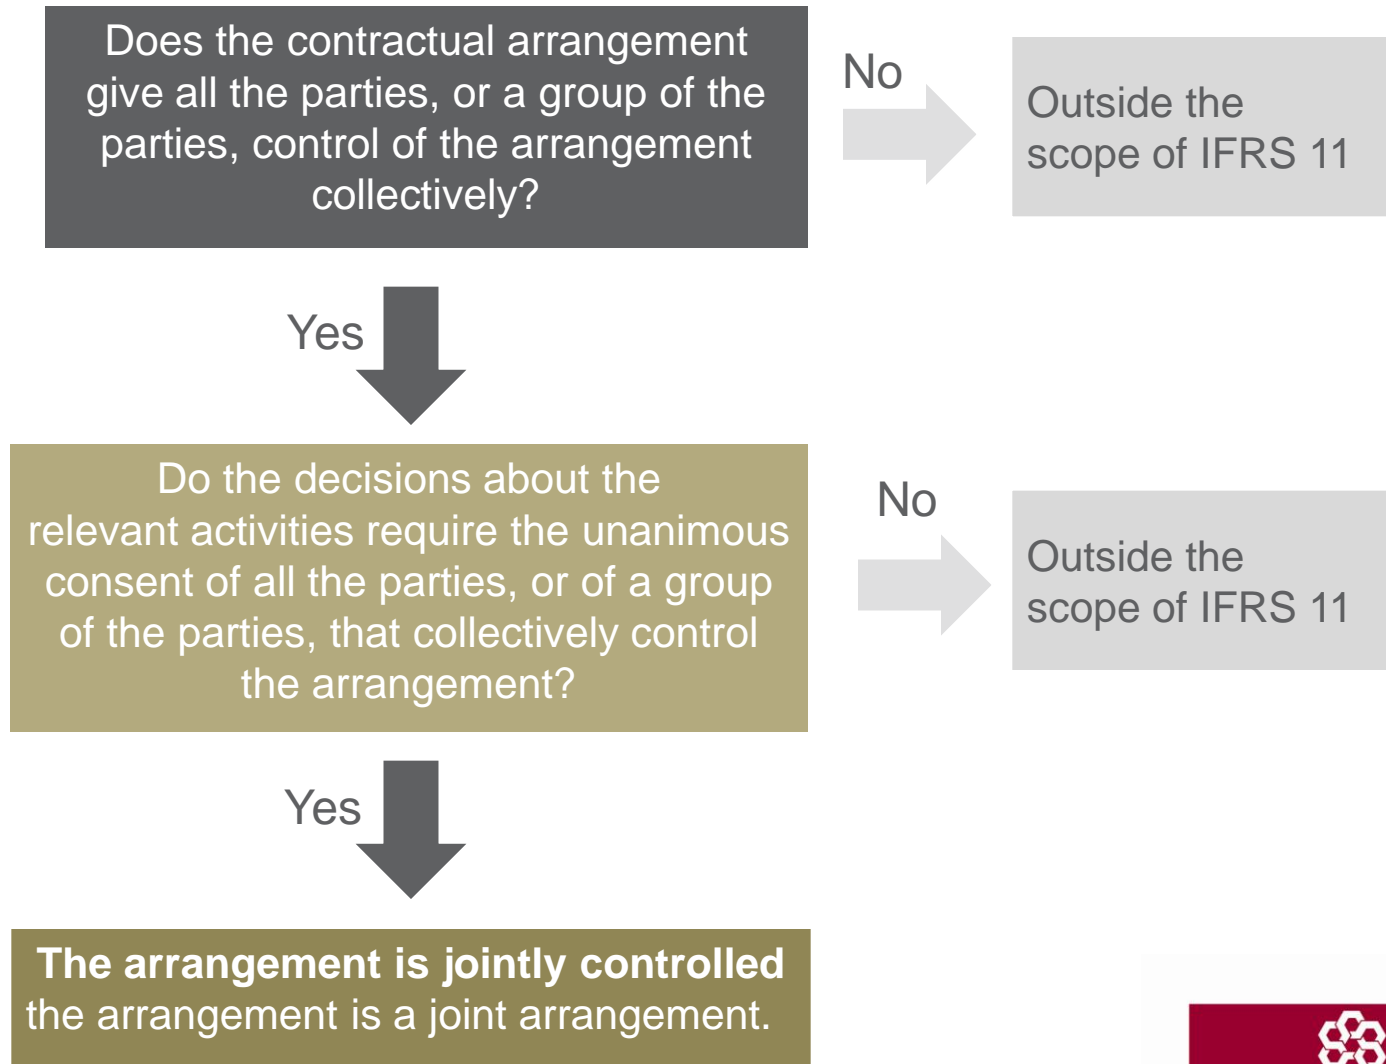 Does the contractual arrangement
give all the parties, or a group of the
parties, control of the arrangement
collectively?
No
Outside the
scope of IFRS 11
Yes
Do the decisions about the
relevant activities require the unanimous
consent of all the parties, or of a group
of the parties, that collectively control
the arrangement?
No
Outside the
scope of IFRS 11
Yes
The arrangement is jointly controlled
the arrangement is a joint arrangement.